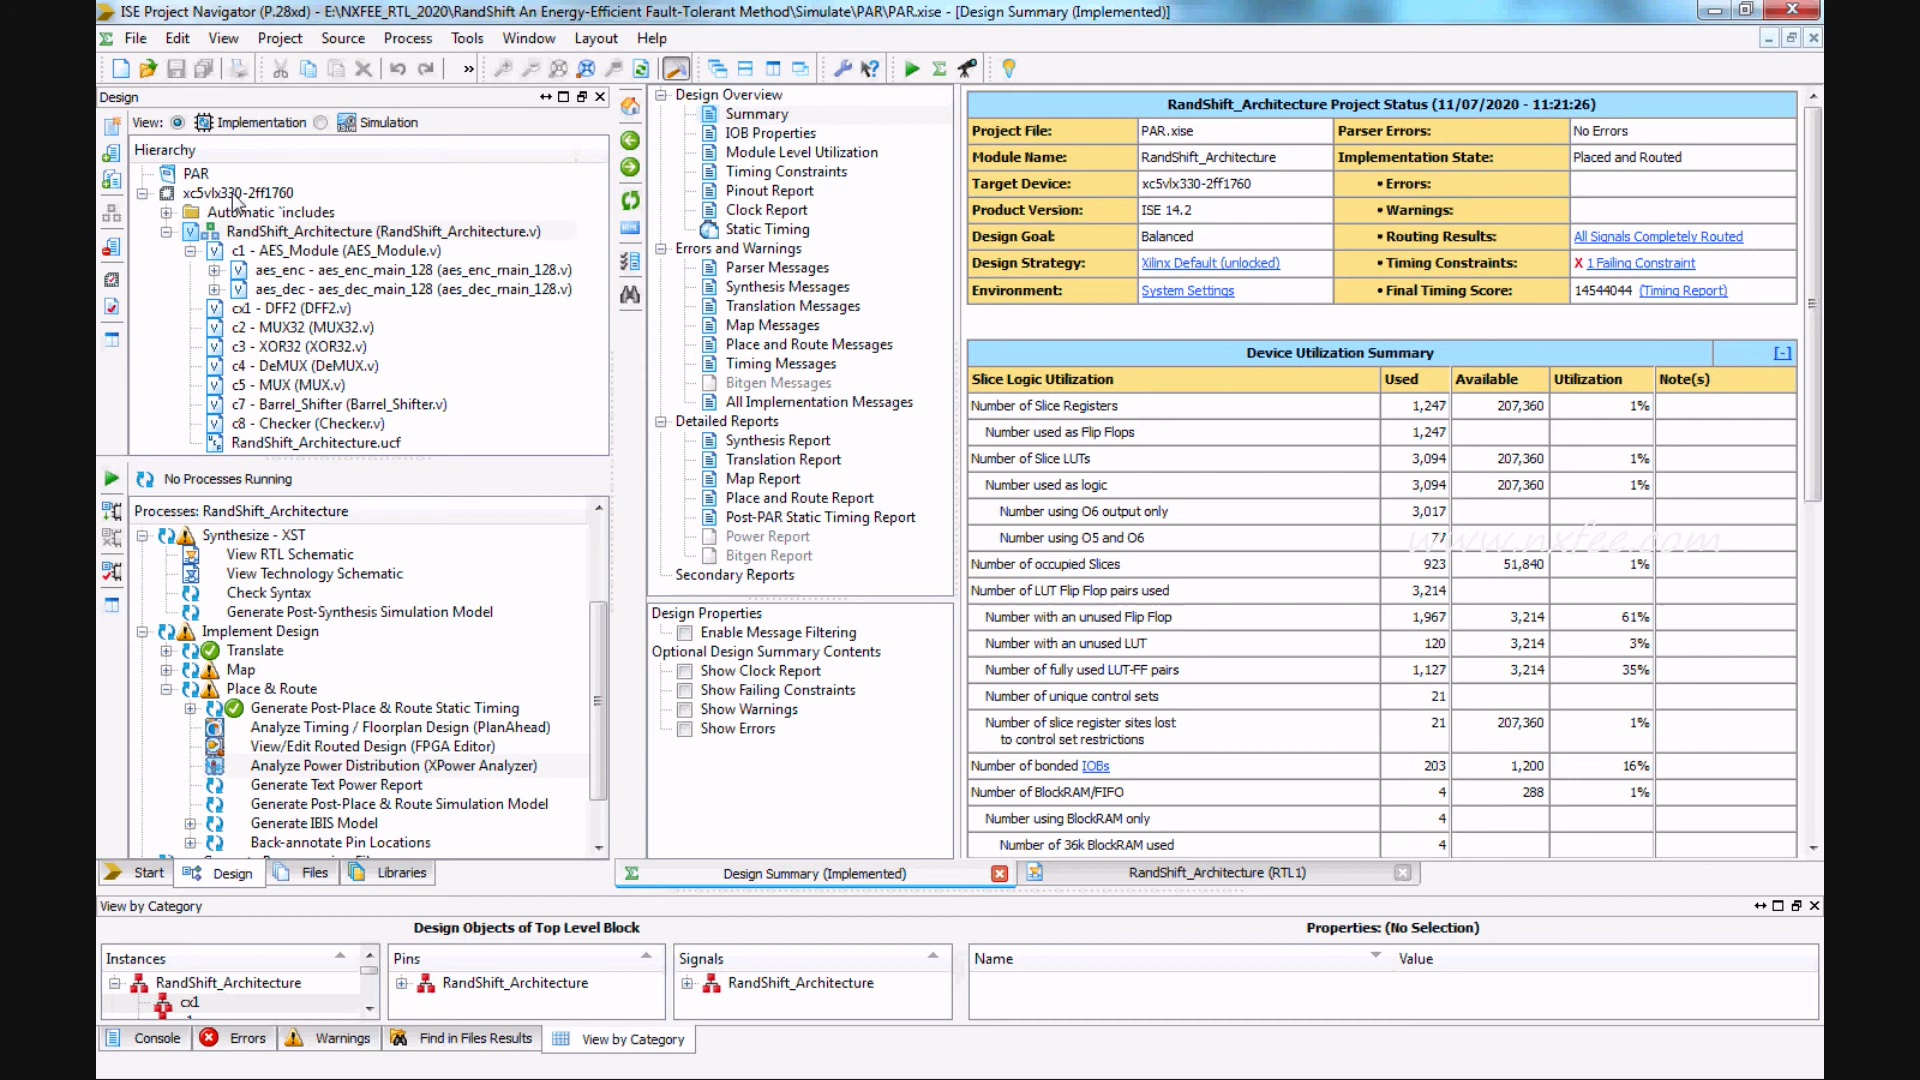 ISE Project Navigator (P.28xd) - E:\NXFEE_RTL_2020\RandShift An Energy-Efficient Fault-Tolerant Method\Simulate\PAR\PAR.xise - [Design Summary (Implemented)]
File Edit View Project Source Process Tools Window Layout Help
Design
View: Implementation Simulation
Hierarchy
PAR
xc5vlx330-2ff1760
Automatic `includes
RandShift_Architecture (RandShift_Architecture.v)
c1 - AES_Module (AES_Module.v)
aes_enc - aes_enc_main_128 (aes_enc_main_128.v)
aes_dec - aes_dec_main_128 (aes_dec_main_128.v)
cx1 - DFF2 (DFF2.v)
c2 - MUX32 (MUX32.v)
c3 - XOR32 (XOR32.v)
c4 - DeMUX (DeMUX.v)
c5 - MUX (MUX.v)
c7 - Barrel_Shifter (Barrel_Shifter.v)
c8 - Checker (Checker.v)
RandShift_Architecture.ucf
No Processes Running
Processes: RandShift_Architecture
Synthesize - XST
View RTL Schematic
View Technology Schematic
Check Syntax
Generate Post-Synthesis Simulation Model
Implement Design
Translate
Map
Place & Route
Generate Post-Place & Route Static Timing
Analyze Timing / Floorplan Design (PlanAhead)
View/Edit Routed Design (FPGA Editor)
Analyze Power Distribution (XPower Analyzer)
Generate Text Power Report
Generate Post-Place & Route Simulation Model
Generate IBIS Model
Back-annotate Pin Locations
Start Design Files Libraries
Design Overview
Summary
IOB Properties
Module Level Utilization
Timing Constraints
Pinout Report
Clock Report
Static Timing
Errors and Warnings
Parser Messages
Synthesis Messages
Translation Messages
Map Messages
Place and Route Messages
Timing Messages
Bitgen Messages
All Implementation Messages
Detailed Reports
Synthesis Report
Translation Report
Map Report
Place and Route Report
Post-PAR Static Timing Report
Power Report
Bitgen Report
Secondary Reports
Design Properties
Enable Message Filtering
Optional Design Summary Contents
Show Clock Report
Show Failing Constraints
Show Warnings
Show Errors
RandShift_Architecture Project Status (11/07/2020 - 11:21:26)
Project File: PAR.xise Parser Errors: No Errors
Module Name: RandShift_Architecture Implementation State: Placed and Routed
Target Device: xc5vlx330-2ff1760 • Errors:
Product Version: ISE 14.2 • Warnings:
Design Goal: Balanced • Routing Results: All Signals Completely Routed
Design Strategy: Xilinx Default (unlocked) • Timing Constraints: X 1 Failing Constraint
Environment: System Settings • Final Timing Score: 14544044 (Timing Report)
Device Utilization Summary [-]
Slice Logic Utilization Used Available Utilization Note(s)
Number of Slice Registers 1,247 207,360 1%
Number used as Flip Flops 1,247
Number of Slice LUTs 3,094 207,360 1%
Number used as logic 3,094 207,360 1%
Number using O6 output only 3,017
Number using O5 and O6
www.nxfee.com
Number of occupied Slices 923 51,840 1%
Number of LUT Flip Flop pairs used 3,214
Number with an unused Flip Flop 1,967 3,214 61%
Number with an unused LUT 120 3,214 3%
Number of fully used LUT-FF pairs 1,127 3,214 35%
Number of unique control sets 21
Number of slice register sites lost
to control set restrictions 21 207,360 1%
Number of bonded IOBs 203 1,200 16%
Number of BlockRAM/FIFO 4 288 1%
Number using BlockRAM only 4
Number of 36k BlockRAM used 4
Design Summary (Implemented) RandShift_Architecture (RTL1)
View by Category
Design Objects of Top Level Block Properties: (No Selection)
Instances Pins Signals Name Value
RandShift_Architecture RandShift_Architecture RandShift_Architecture
cx1
Console Errors Warnings Find in Files Results View by Category